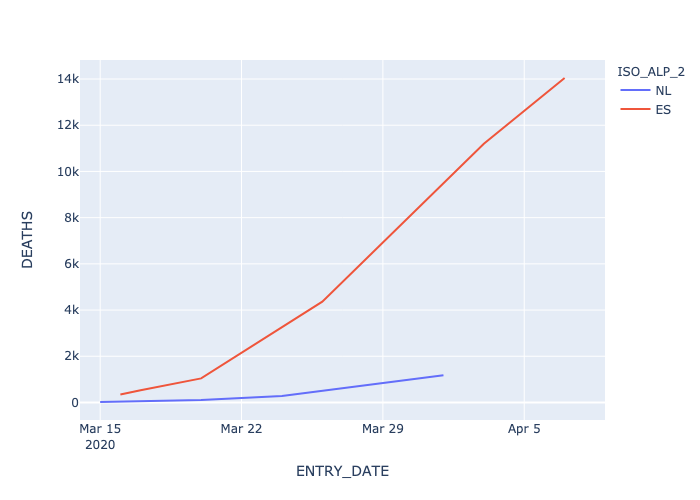 14k
12k
10k
8k
6k
4k
2k
0
DEATHS
Mar 15
2020
Mar 22
Mar 29
Apr 5
ENTRY_DATE
ISO_ALP_2
NL
ES